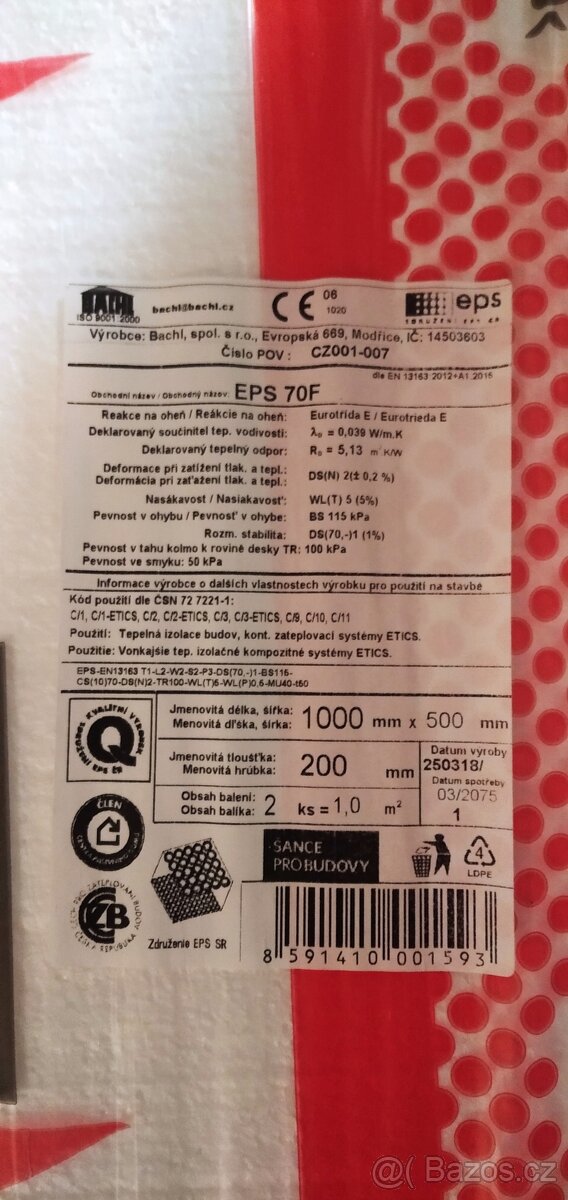 BACHL
ISO 9001:2000
bachl@bachl.cz
CE
06
1020
eps
SDRUŽENÍ EPS ČR
Výrobce: Bachl, spol. s r.o., Evropská 669, Modřice, IČ: 14503603
Číslo POV : CZ001-007
dle EN 13163:2012+A1:2015
Obchodní název / Obchodný názov: EPS 70F
Reakce na oheň / Reákcie na oheň: Eurotřída E / Eurotrieda E
Deklarovaný součinitel tep. vodivosti: λD = 0,039 W/m.K
Deklarovaný tepelný odpor: RD = 5,13 m²K/W
Deformace při zatížení tlak. a tepl.:
Deformácia pri zaťažení tlak. a tepl.: DS(N) 2(± 0,2 %)
Nasákavost / Nasiakavosť: WL(T) 5 (5%)
Pevnost v ohybu / Pevnosť v ohybe: BS 115 kPa
Rozm. stabilita: DS(70,-)1 (1%)
Pevnost v tahu kolmo k rovině desky TR: 100 kPa
Pevnost ve smyku: 50 kPa
Informace výrobce o dalších vlastnostech výrobku pro použití na stavbě
Kód použití dle ČSN 72 7221-1:
C/1, C/1-ETICS, C/2, C/2-ETICS, C/3, C/3-ETICS, C/9, C/10, C/11
Použití: Tepelná izolace budov, kont. zateplovací systémy ETICS.
Použitie: Vonkajšie tep. izolačné kompozitné systémy ETICS.
EPS-EN13163 T1-L2-W2-S2-P3-DS(70,-)1-BS115-
CS(10)70-DS(N)2-TR100-WL(T)5-WL(P)0,5-MU40-t50
Jmenovitá délka, šířka:
Menovitá dĺška, šírka: 1000 mm x 500 mm
Jmenovitá tloušťka:
Menovitá hrúbka: 200 mm
Datum výroby
250318/
Datum spotřeby
03/2075
1
Obsah balení:
Obsah balíka: 2 ks = 1,0 m²
Q
ČLEN
CZB
Združenie EPS SR
ŠANCE
PRO BUDOVY
4
LDPE
8 591410 001593
@( Bazos.cz